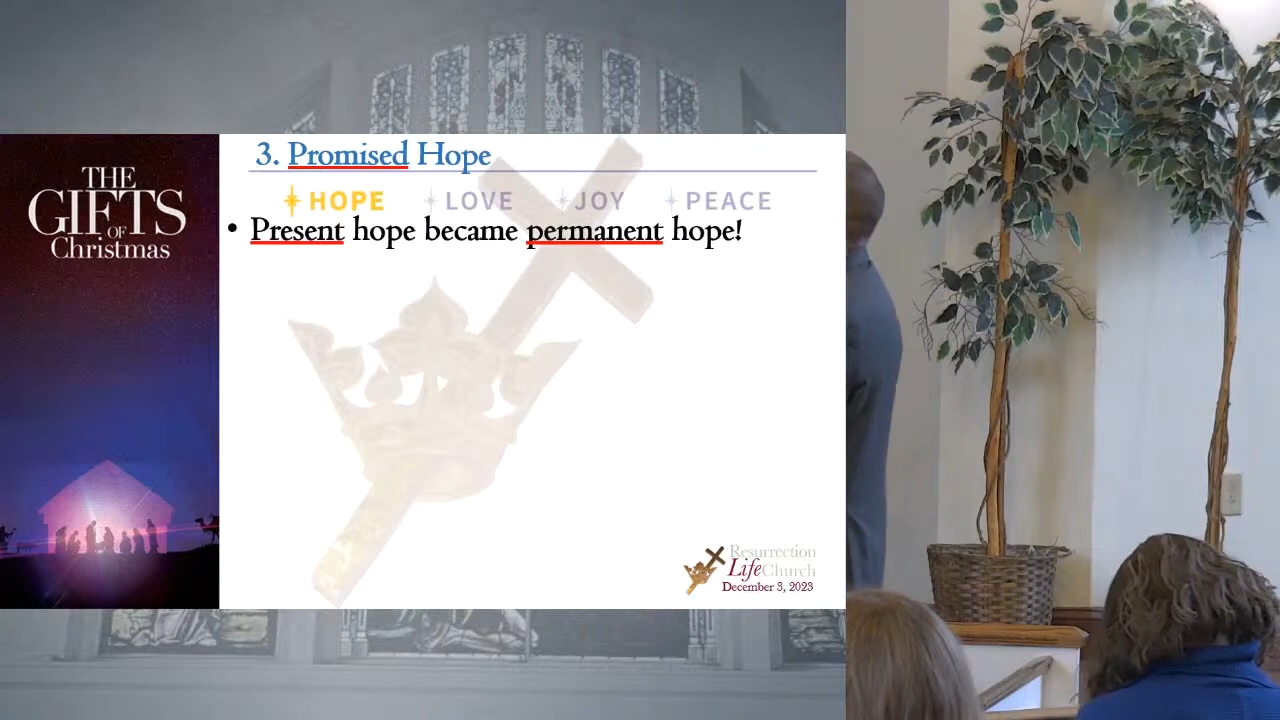 THE
GIFTS
OF
Christmas
3. Promised Hope
HOPE LOVE JOY PEACE
• Present hope became permanent hope!
Resurrection
Life Church
December 3, 2023